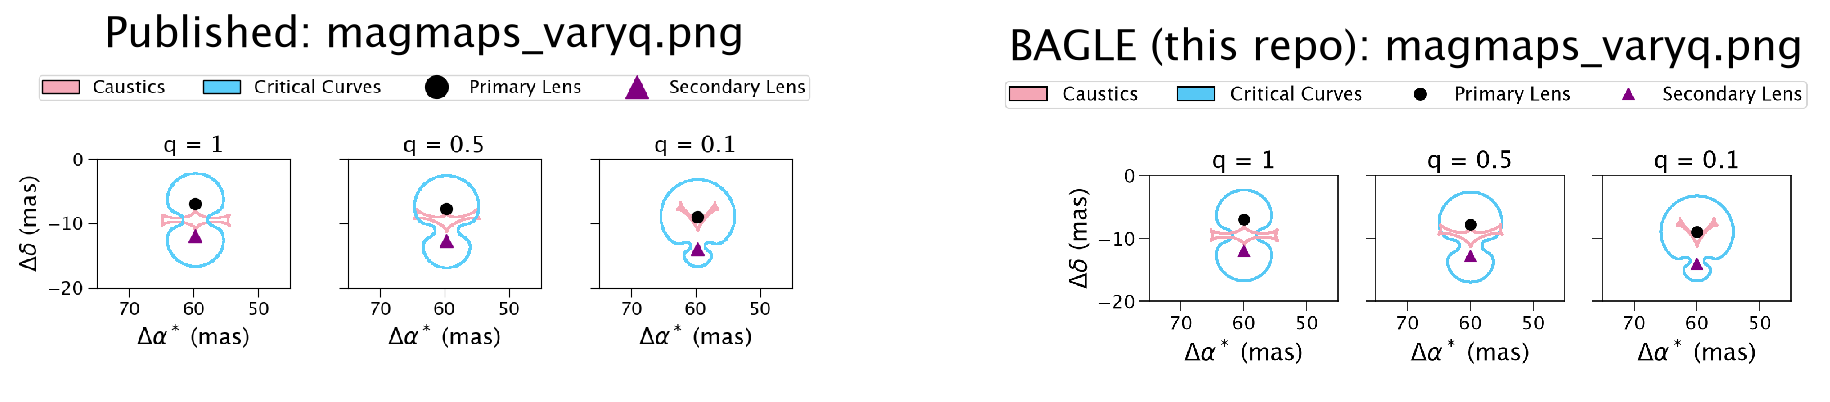 Published: magmaps_varyq.png
Caustics Critical Curves Primary Lens Secondary Lens
q = 1 q = 0.5 q = 0.1
0
−10
−20
Δδ (mas)
70 60 50 70 60 50 70 60 50
Δα* (mas) Δα* (mas) Δα* (mas)
BAGLE (this repo): magmaps_varyq.png
Caustics Critical Curves Primary Lens Secondary Lens
q = 1 q = 0.5 q = 0.1
0
−10
−20
Δδ (mas)
70 60 50 70 60 50 70 60 50
Δα* (mas) Δα* (mas) Δα* (mas)